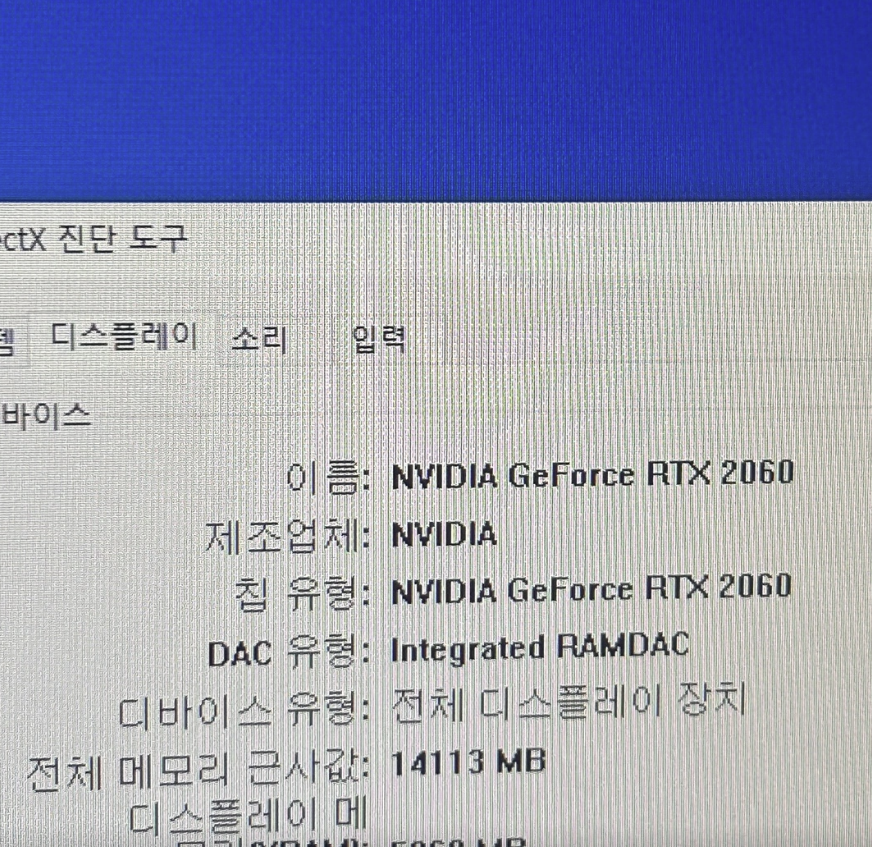 ctX 진단 도구
디스플레이 소리 입력
바이스
이름: NVIDIA GeForce RTX 2060
제조업체: NVIDIA
칩 유형: NVIDIA GeForce RTX 2060
DAC 유형: Integrated RAMDAC
디바이스 유형: 전체 디스플레이 장치
전체 메모리 근사값: 14113 MB
디스플레이 메